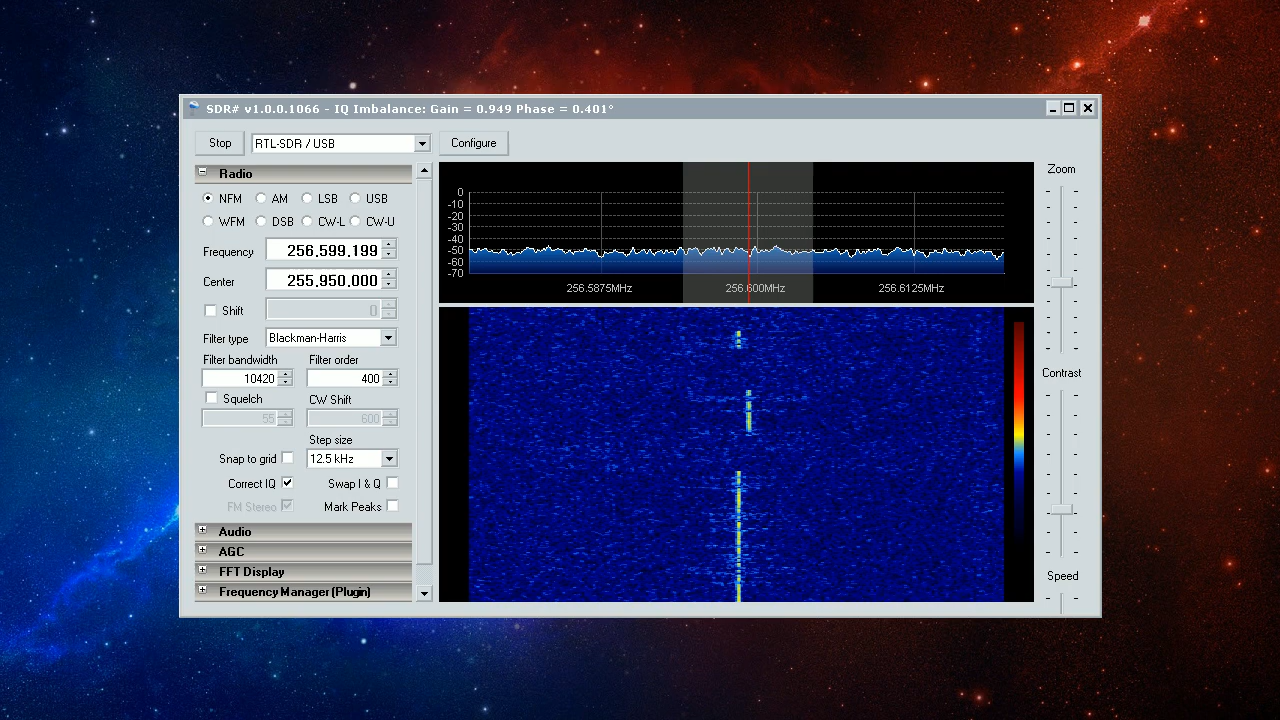 SDR# v1.0.0.1066 - IQ Imbalance: Gain = 0.949 Phase = 0.401°
Stop
RTL-SDR / USB
Configure
Radio
NFM AM LSB USB
WFM DSB CW-L CW-U
Frequency 256.599.199
Center 255.950.000
Shift 0
Filter type Blackman-Harris
Filter bandwidth Filter order
10420 400
Squelch CW Shift
55 600
Step size
Snap to grid 12.5 kHz
Correct IQ Swap I & Q
FM Stereo Mark Peaks
Audio
AGC
FFT Display
Frequency Manager (Plugin)
0
-10
-20
-30
-40
-50
-60
-70
256.5875MHz 256.600MHz 256.6125MHz
Zoom
Contrast
Speed